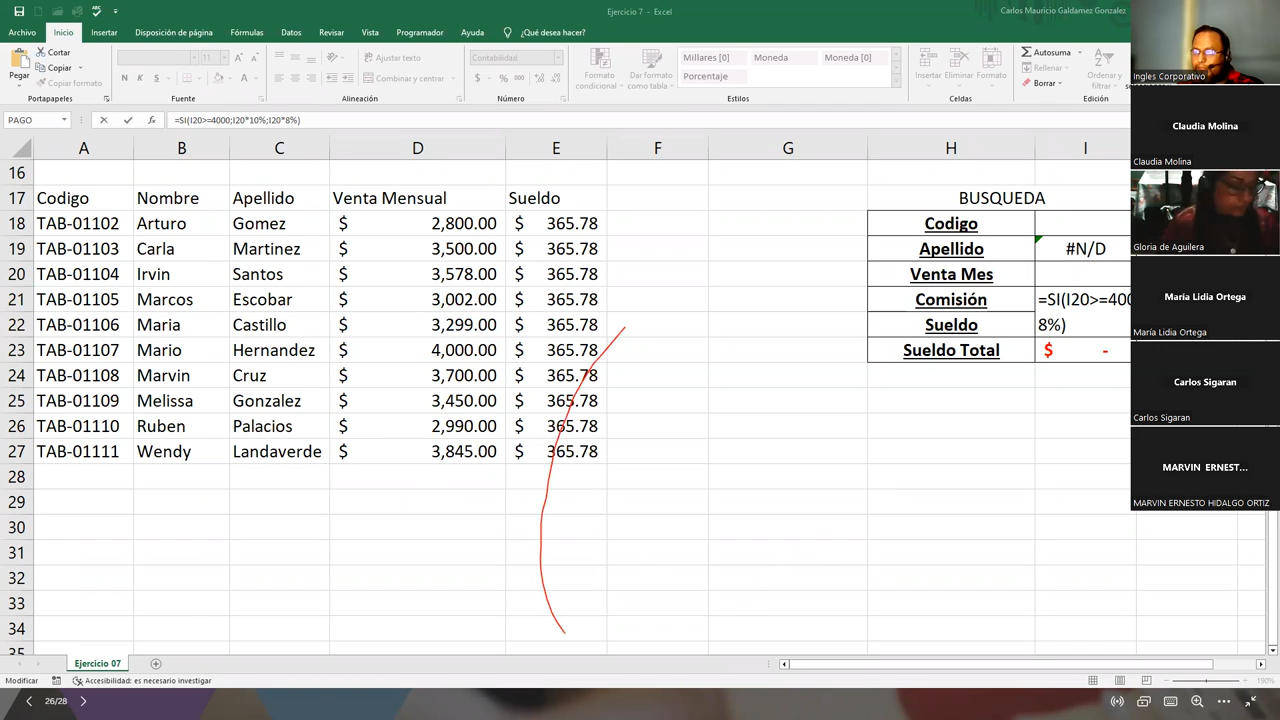 Ejercicio 7 - Excel
Carlos Mauricio Galdamez Gonzalez
Archivo Inicio Insertar Disposición de página Fórmulas Datos Revisar Vista Programador Ayuda ¿Qué desea hacer?
Pegar
Cortar
Copiar
Copiar formato
Portapapeles
11
N
Fuente
Ajustar texto
Combinar y centrar
Alineación
Contabilidad
$ % 000
Número
Formato condicional
Dar formato como tabla
Millares [0] Moneda Moneda [0]
Porcentaje
Estilos
Insertar Eliminar Formato
Celdas
Autosuma
Rellenar
Borrar
Ordenar y filtrar
Edición
PAGO =SI(I20>=4000;I20*10%;I20*8%)
A B C D E F G H I
16
17 Codigo Nombre Apellido Venta Mensual Sueldo BUSQUEDA
18 TAB-01102 Arturo Gomez $ 2,800.00 $ 365.78 Codigo
19 TAB-01103 Carla Martinez $ 3,500.00 $ 365.78 Apellido #N/D
20 TAB-01104 Irvin Santos $ 3,578.00 $ 365.78 Venta Mes
21 TAB-01105 Marcos Escobar $ 3,002.00 $ 365.78 Comisión =SI(I20>=400
22 TAB-01106 Maria Castillo $ 3,299.00 $ 365.78 Sueldo 8%)
23 TAB-01107 Mario Hernandez $ 4,000.00 $ 365.78 Sueldo Total $ -
24 TAB-01108 Marvin Cruz $ 3,700.00 $ 365.78
25 TAB-01109 Melissa Gonzalez $ 3,450.00 $ 365.78
26 TAB-01110 Ruben Palacios $ 2,990.00 $ 365.78
27 TAB-01111 Wendy Landaverde $ 3,845.00 $ 365.78
28
29
30
31
32
33
34
35
Ejercicio 07
Modificar Accesibilidad: es necesario investigar 190%
26/28
Ingles Corporativo
Claudia Molina
Claudia Molina
Gloria de Aguilera
María Lidia Ortega
María Lidia Ortega
Carlos Sigaran
Carlos Sigaran
MARVIN ERNEST...
MARVIN ERNESTO HIDALGO ORTIZ